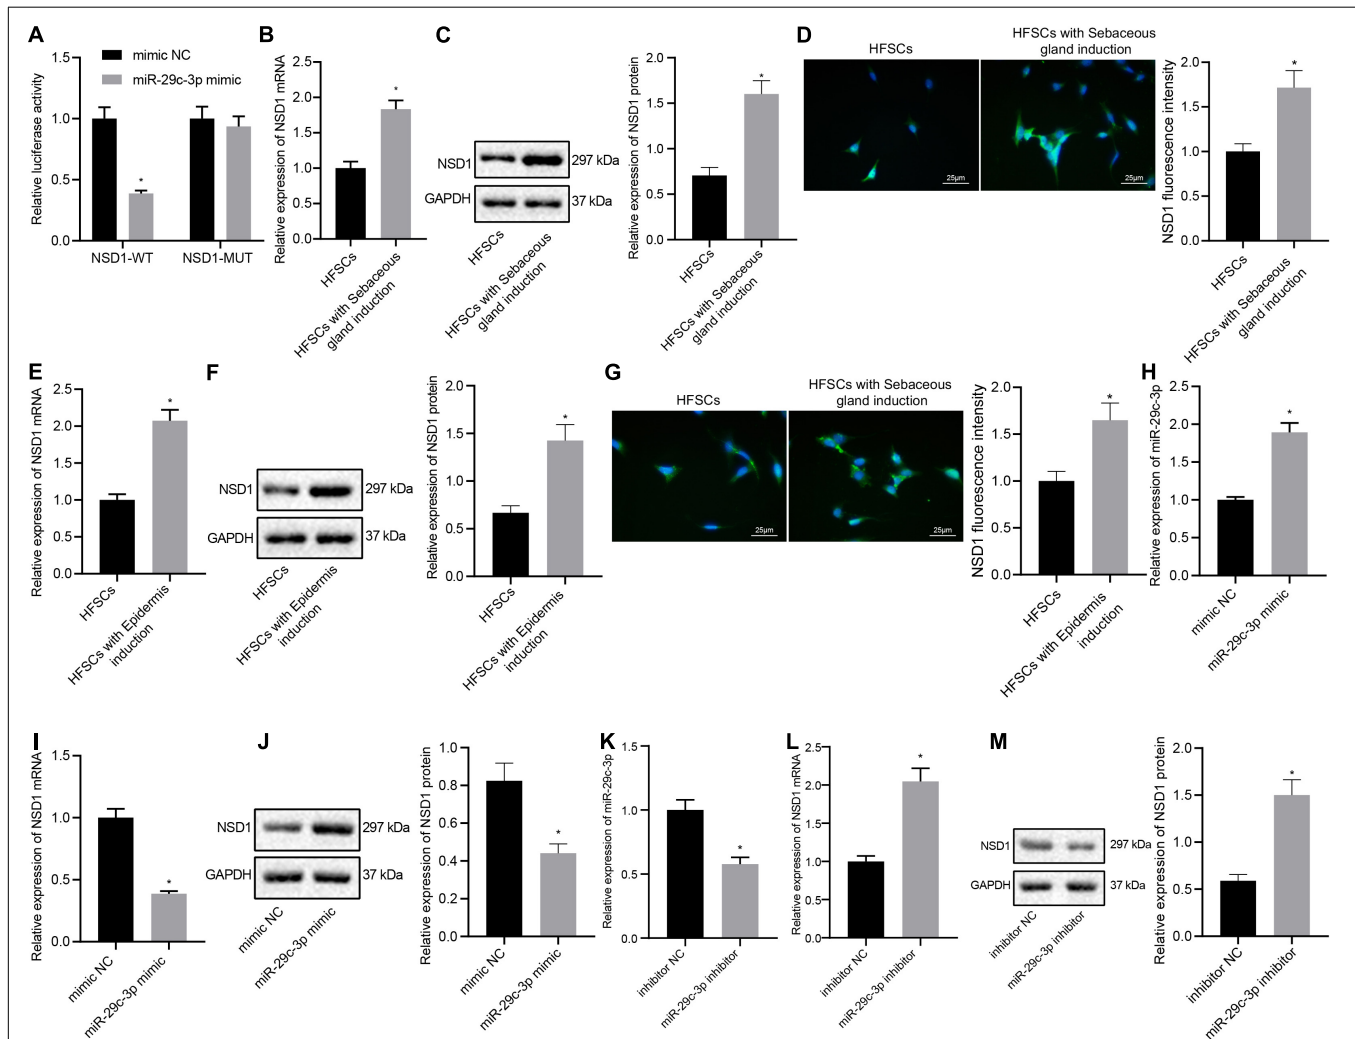 A
mimic NC
miR-29c-3p mimic
Relative luciferase activity
1.5
1.0
0.5
0.0
NSD1-WT
NSD1-MUT
*
B
Relative expression of NSD1 mRNA
2.5
2.0
1.5
1.0
0.5
0.0
*
HFSCs
HFSCs with Sebaceous
gland induction
C
NSD1
297 kDa
GAPDH
37 kDa
HFSCs
HFSCs with Sebaceous
gland induction
Relative expression of NSD1 protein
2.0
1.5
1.0
0.5
0.0
*
HFSCs
HFSCs with Sebaceous
gland induction
D
HFSCs
HFSCs with Sebaceous
gland induction
25μm
25μm
NSD1 fluorescence intensity
2.0
1.5
1.0
0.5
0.0
*
HFSCs
HFSCs with Sebaceous
gland induction
E
Relative expression of NSD1 mRNA
2.5
2.0
1.5
1.0
0.5
0.0
*
HFSCs
HFSCs with Epidermis
induction
F
NSD1
297 kDa
GAPDH
37 kDa
HFSCs
HFSCs with Epidermis
induction
Relative expression of NSD1 protein
2.0
1.5
1.0
0.5
0.0
*
HFSCs
HFSCs with Epidermis
induction
G
HFSCs
HFSCs with Sebaceous
gland induction
25μm
25μm
NSD1 fluorescence intensity
2.0
1.5
1.0
0.5
0.0
*
HFSCs
HFSCs with Epidermis
induction
H
Relative expression of miR-29c-3p
2.5
2.0
1.5
1.0
0.5
0.0
*
mimic NC
miR-29c-3p mimic
I
Relative expression of NSD1 mRNA
1.5
1.0
0.5
0.0
*
mimic NC
miR-29c-3p mimic
J
NSD1
297 kDa
GAPDH
37 kDa
mimic NC
miR-29c-3p mimic
Relative expression of NSD1 protein
1.0
0.8
0.6
0.4
0.2
0.0
*
mimic NC
miR-29c-3p mimic
K
Relative expression of miR-29c-3p
1.5
1.0
0.5
0.0
*
inhibitor NC
miR-29c-3p inhibitor
L
Relative expression of NSD1 mRNA
2.5
2.0
1.5
1.0
0.5
0.0
*
inhibitor NC
miR-29c-3p inhibitor
M
NSD1
297 kDa
GAPDH
37 kDa
inhibitor NC
miR-29c-3p inhibitor
Relative expression of NSD1 protein
2.0
1.5
1.0
0.5
0.0
*
inhibitor NC
miR-29c-3p inhibitor